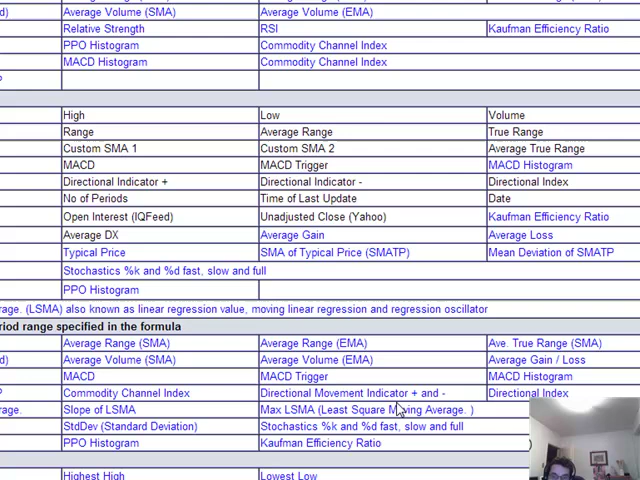 d) Average Volume (SMA) Average Volume (EMA)
Relative Strength RSI Kaufman Efficiency Ratio
PPO Histogram Commodity Channel Index
MACD Histogram Commodity Channel Index
High Low Volume
Range Average Range True Range
Custom SMA 1 Custom SMA 2 Average True Range
MACD MACD Trigger MACD Histogram
Directional Indicator + Directional Indicator - Directional Index
No of Periods Time of Last Update Date
Open Interest (IQFeed) Unadjusted Close (Yahoo) Kaufman Efficiency Ratio
Average DX Average Gain Average Loss
Typical Price SMA of Typical Price (SMATP) Mean Deviation of SMATP
Stochastics %k and %d fast, slow and full
PPO Histogram
rage. (LSMA) also known as linear regression value, moving linear regression and regression oscillator
riod range specified in the formula
Average Range (SMA) Average Range (EMA) Ave. True Range (SMA)
d) Average Volume (SMA) Average Volume (EMA) Average Gain / Loss
MACD MACD Trigger MACD Histogram
P Commodity Channel Index Directional Movement Indicator + and - Directional Index
rage. Slope of LSMA Max LSMA (Least Square Moving Average. )
StdDev (Standard Deviation) Stochastics %k and %d fast, slow and full
PPO Histogram Kaufman Efficiency Ratio
Highest High Lowest Low